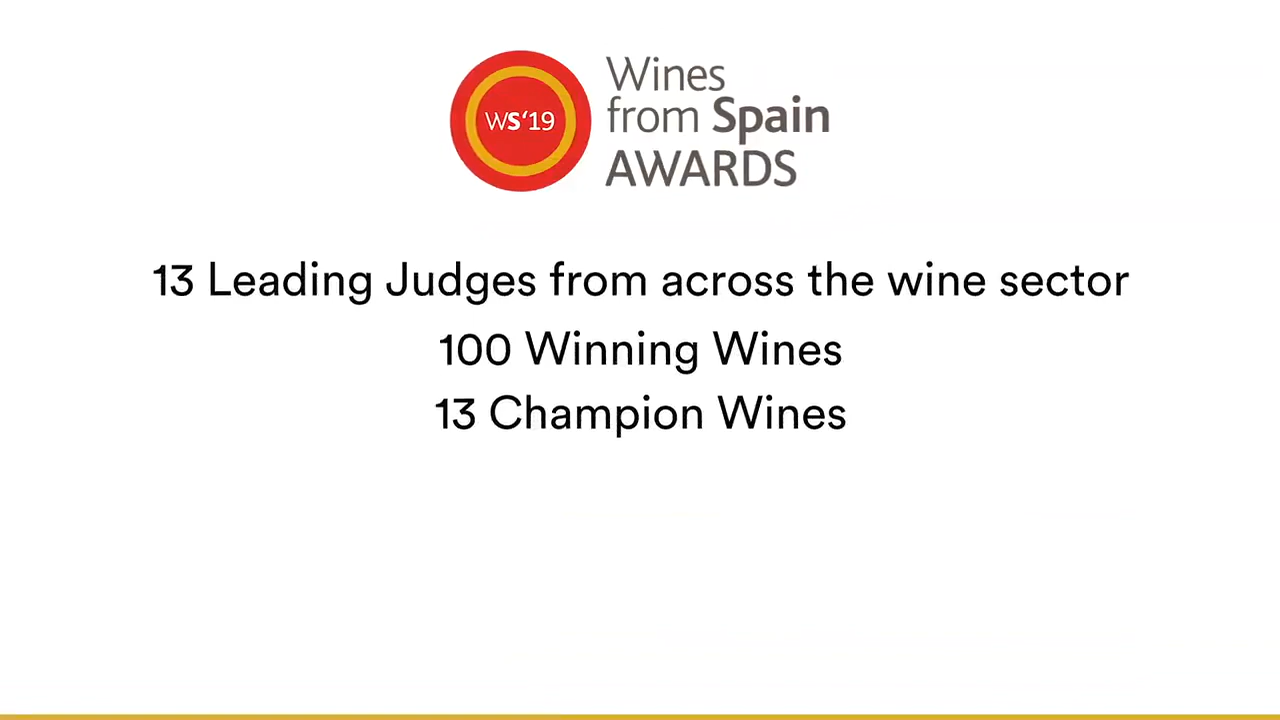 WS'19
Wines
from Spain
AWARDS
13 Leading Judges from across the wine sector
100 Winning Wines
13 Champion Wines